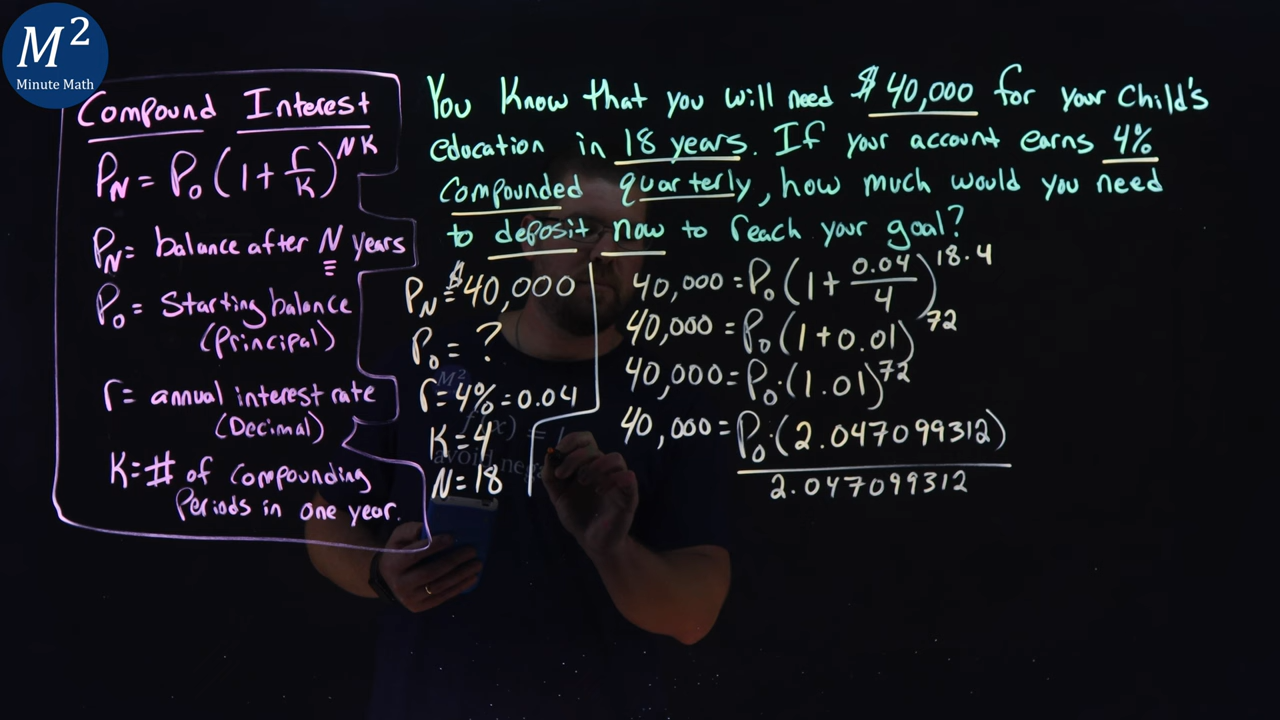 M²
Minute Math
Compound Interest
P_N = P_0 (1 + r/k)^{NK}
P_N = balance after N years
P_0 = Starting balance
(Principal)
r = annual interest rate
(Decimal)
K = # of compounding
Periods in one year.
You know that you will need $40,000 for your child's
education in 18 years. If your account earns 4%
compounded quarterly, how much would you need
to deposit now to reach your goal?
P_N = $40,000
P_0 = ?
r = 4% = 0.04
K = 4
N = 18
40,000 = P_0 (1 + 0.04/4)^{18·4}
40,000 = P_0 (1 + 0.01)^{72}
40,000 = P_0 · (1.01)^{72}
40,000 = P_0 · (2.047099312)
2.047099312
M²
f(x) =
avoid nega